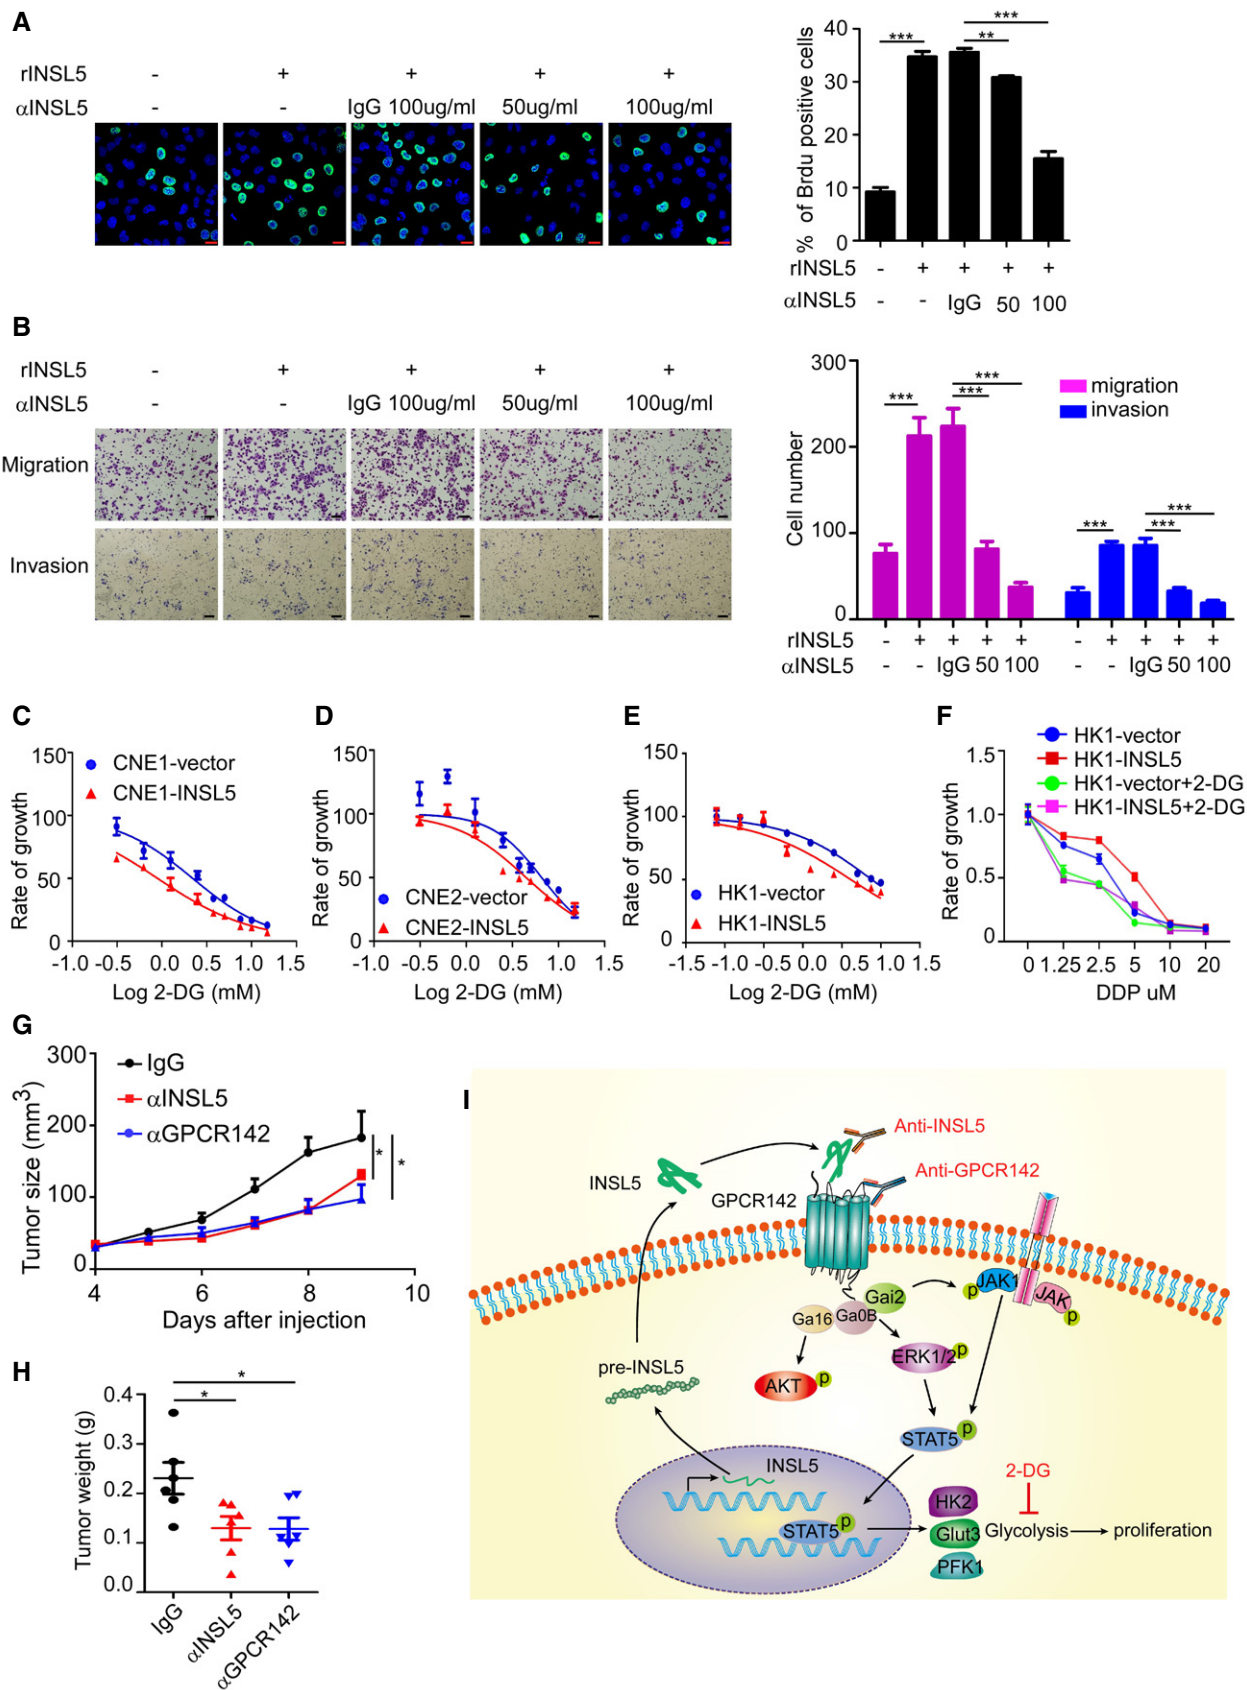 A
rINSL5 - + + + +
αINSL5 - - IgG 100ug/ml 50ug/ml 100ug/ml
% of Brdu positive cells
40
30
20
10
0
*** ** ***
rINSL5 - + + + +
αINSL5 - - IgG 50 100
B
rINSL5 - + + + +
αINSL5 - - IgG 100ug/ml 50ug/ml 100ug/ml
Migration
Invasion
Cell number
300
200
100
0
*** *** ***
*** *** ***
migration
invasion
rINSL5 - + + + + - + + + +
αINSL5 - - IgG 50 100 - - IgG 50 100
C
Rate of growth
150
100
50
0
CNE1-vector
CNE1-INSL5
-1.0 -0.5 0.0 0.5 1.0 1.5
Log 2-DG (mM)
D
Rate of growth
150
100
50
0
CNE2-vector
CNE2-INSL5
-1.0 -0.5 0.0 0.5 1.0 1.5
Log 2-DG (mM)
E
Rate of growth
150
100
50
0
HK1-vector
HK1-INSL5
-1.5 -1.0 -0.5 0.0 0.5 1.0 1.5
Log 2-DG (mM)
F
HK1-vector
HK1-INSL5
HK1-vector+2-DG
HK1-INSL5+2-DG
Rate of growth
1.5
1.0
0.5
0
0 1.25 2.5 5 10 20
DDP uM
G
Tumor size (mm3)
300
200
100
0
IgG
αINSL5
αGPCR142
* *
4 6 8 10
Days after injection
H
Tumor weight (g)
0.4
0.3
0.2
0.1
0.0
*
*
IgG
αINSL5
αGPCR142
I
Anti-INSL5
INSL5
Anti-GPCR142
GPCR142
JAK1
p
JAK
p
Gai2
Ga16
Ga0B
ERK1/2
p
pre-INSL5
AKT
p
STAT5
p
INSL5
2-DG
HK2
STAT5
p
Glut3
Glycolysis
proliferation
PFK1